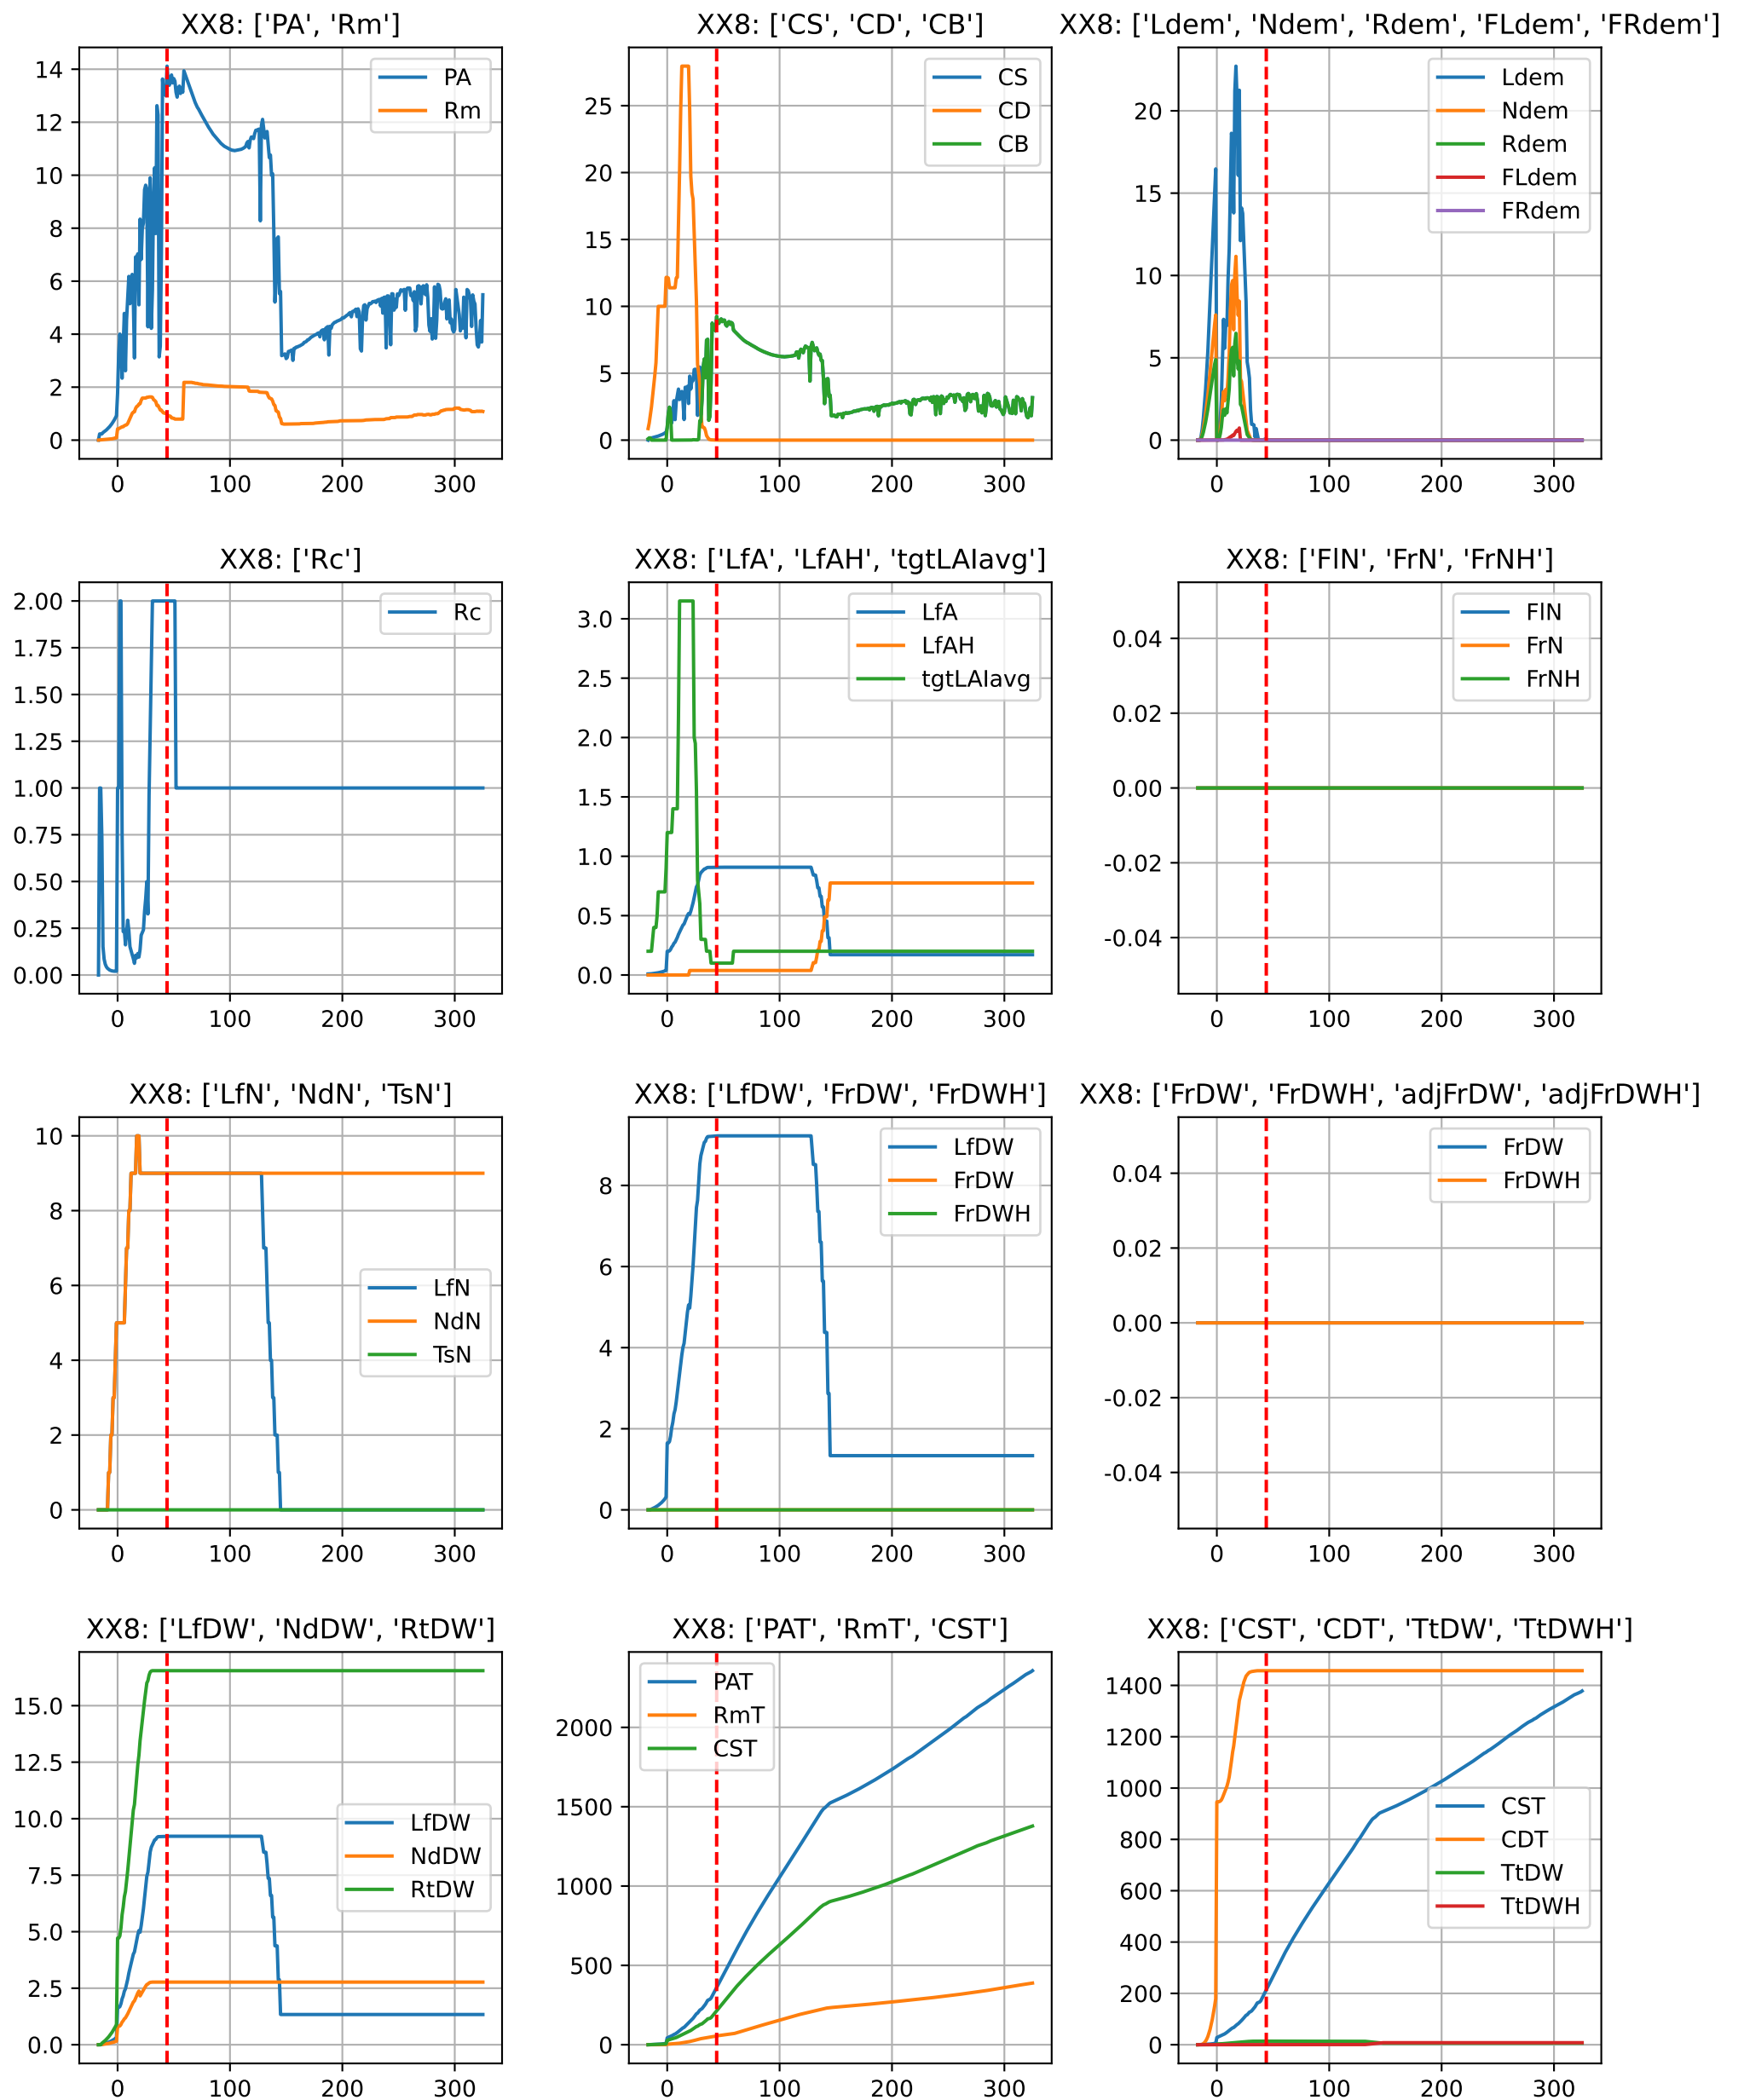 XX8: ['PA', 'Rm']
XX8: ['CS', 'CD', 'CB']
XX8: ['Ldem', 'Ndem', 'Rdem', 'FLdem', 'FRdem']
14
12
10
8
6
4
2
0
0 100 200 300
PA
Rm
25
20
15
10
5
0
0 100 200 300
CS
CD
CB
20
15
10
5
0
0 100 200 300
Ldem
Ndem
Rdem
FLdem
FRdem
XX8: ['Rc']
XX8: ['LfA', 'LfAH', 'tgtLAIavg']
XX8: ['FlN', 'FrN', 'FrNH']
2.00
1.75
1.50
1.25
1.00
0.75
0.50
0.25
0.00
0 100 200 300
Rc
3.0
2.5
2.0
1.5
1.0
0.5
0.0
0 100 200 300
LfA
LfAH
tgtLAIavg
0.04
0.02
0.00
-0.02
-0.04
0 100 200 300
FlN
FrN
FrNH
XX8: ['LfN', 'NdN', 'TsN']
XX8: ['LfDW', 'FrDW', 'FrDWH']
XX8: ['FrDW', 'FrDWH', 'adjFrDW', 'adjFrDWH']
10
8
6
4
2
0
0 100 200 300
LfN
NdN
TsN
8
6
4
2
0
0 100 200 300
LfDW
FrDW
FrDWH
0.04
0.02
0.00
-0.02
-0.04
0 100 200 300
FrDW
FrDWH
XX8: ['LfDW', 'NdDW', 'RtDW']
XX8: ['PAT', 'RmT', 'CST']
XX8: ['CST', 'CDT', 'TtDW', 'TtDWH']
15.0
12.5
10.0
7.5
5.0
2.5
0.0
0 100 200 300
LfDW
NdDW
RtDW
2000
1500
1000
500
0
0 100 200 300
PAT
RmT
CST
1400
1200
1000
800
600
400
200
0
0 100 200 300
CST
CDT
TtDW
TtDWH